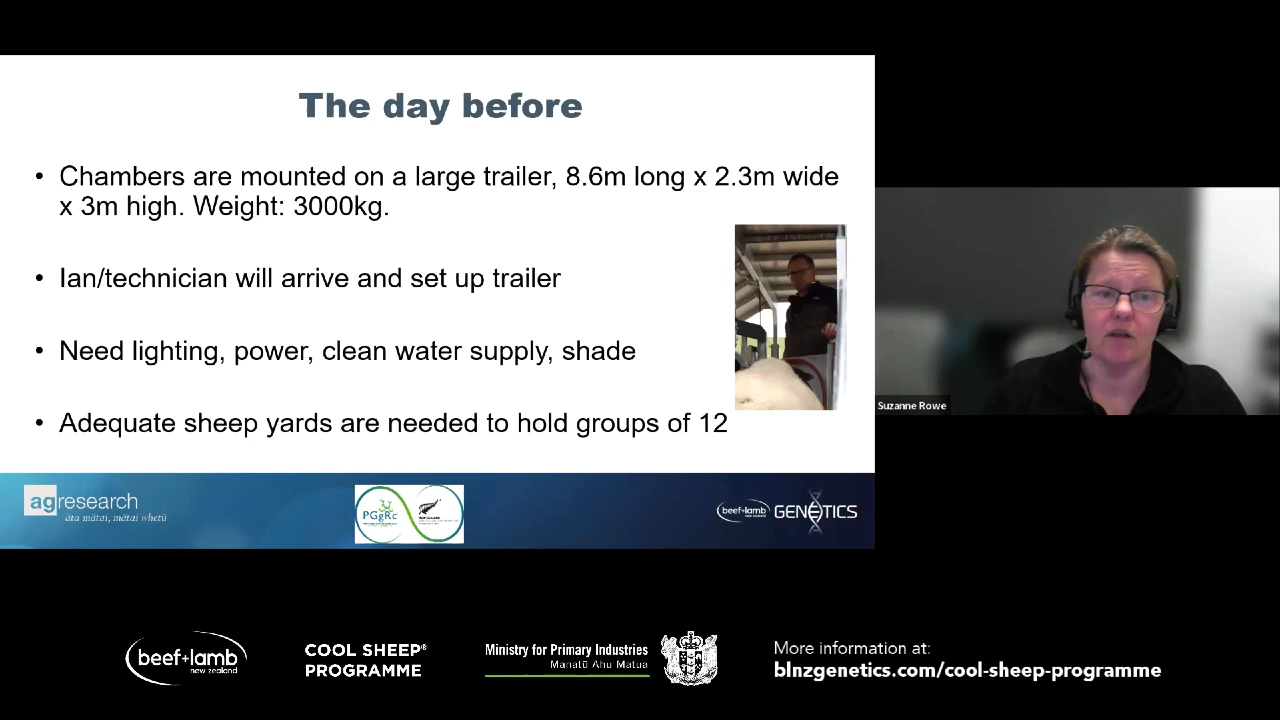 The day before
• Chambers are mounted on a large trailer, 8.6m long x 2.3m wide
x 3m high. Weight: 3000kg.
• Ian/technician will arrive and set up trailer
• Need lighting, power, clean water supply, shade
• Adequate sheep yards are needed to hold groups of 12
Suzanne Rowe
agresearch
āta mātai, mātai whetū
PGgRc
beef+lamb
GENETICS
beef+lamb
new zealand
COOL SHEEP®
PROGRAMME
Ministry for Primary Industries
Manatū Ahu Matua
More information at:
blnzgenetics.com/cool-sheep-programme